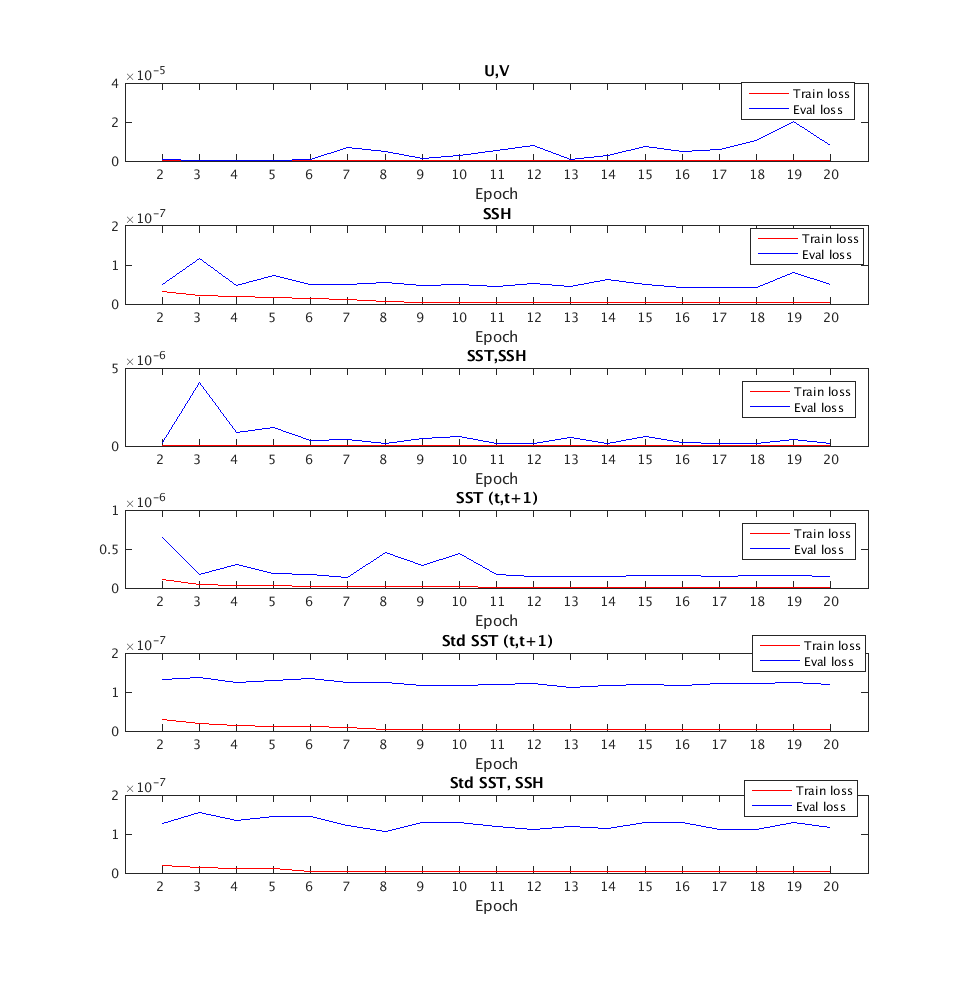 U,V
×10⁻⁵
4
2
0
Train loss
Eval loss
2 3 4 5 6 7 8 9 10 11 12 13 14 15 16 17 18 19 20
Epoch
SSH
×10⁻⁷
2
1
0
Train loss
Eval loss
2 3 4 5 6 7 8 9 10 11 12 13 14 15 16 17 18 19 20
Epoch
SST,SSH
×10⁻⁶
5
0
Train loss
Eval loss
2 3 4 5 6 7 8 9 10 11 12 13 14 15 16 17 18 19 20
Epoch
SST (t,t+1)
×10⁻⁶
1
0.5
0
Train loss
Eval loss
2 3 4 5 6 7 8 9 10 11 12 13 14 15 16 17 18 19 20
Epoch
Std SST (t,t+1)
×10⁻⁷
2
1
0
Train loss
Eval loss
2 3 4 5 6 7 8 9 10 11 12 13 14 15 16 17 18 19 20
Epoch
Std SST, SSH
×10⁻⁷
2
1
0
Train loss
Eval loss
2 3 4 5 6 7 8 9 10 11 12 13 14 15 16 17 18 19 20
Epoch